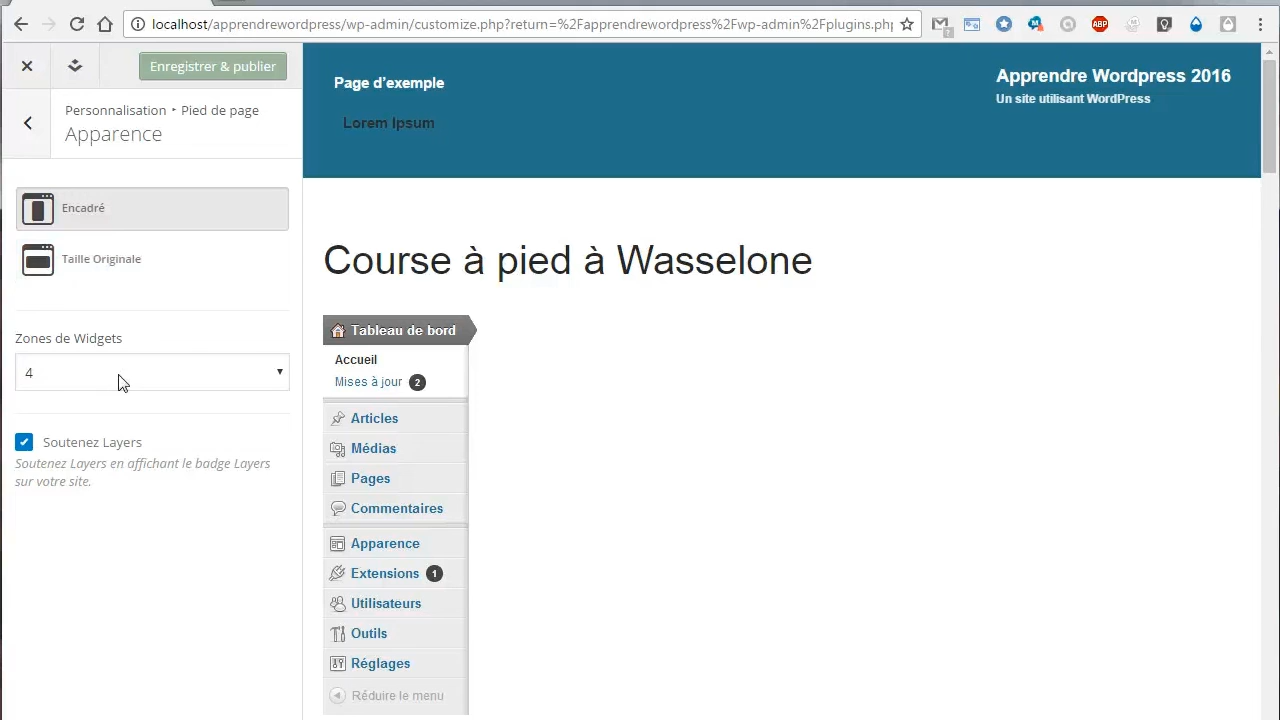 localhost/apprendrewordpress/wp-admin/customize.php?return=%2Fapprendrewordpress%2Fwp-admin%2Fplugins.php
ABP
Enregistrer & publier
Personnalisation ‣ Pied de page
Apparence
Encadré
Taille Originale
Zones de Widgets
4
Soutenez Layers
Soutenez Layers en affichant le badge Layers
sur votre site.
Page d'exemple
Lorem Ipsum
Apprendre Wordpress 2016
Un site utilisant WordPress
Course à pied à Wasselone
Tableau de bord
Accueil
Mises à jour 2
Articles
Médias
Pages
Commentaires
Apparence
Extensions 1
Utilisateurs
Outils
Réglages
Réduire le menu